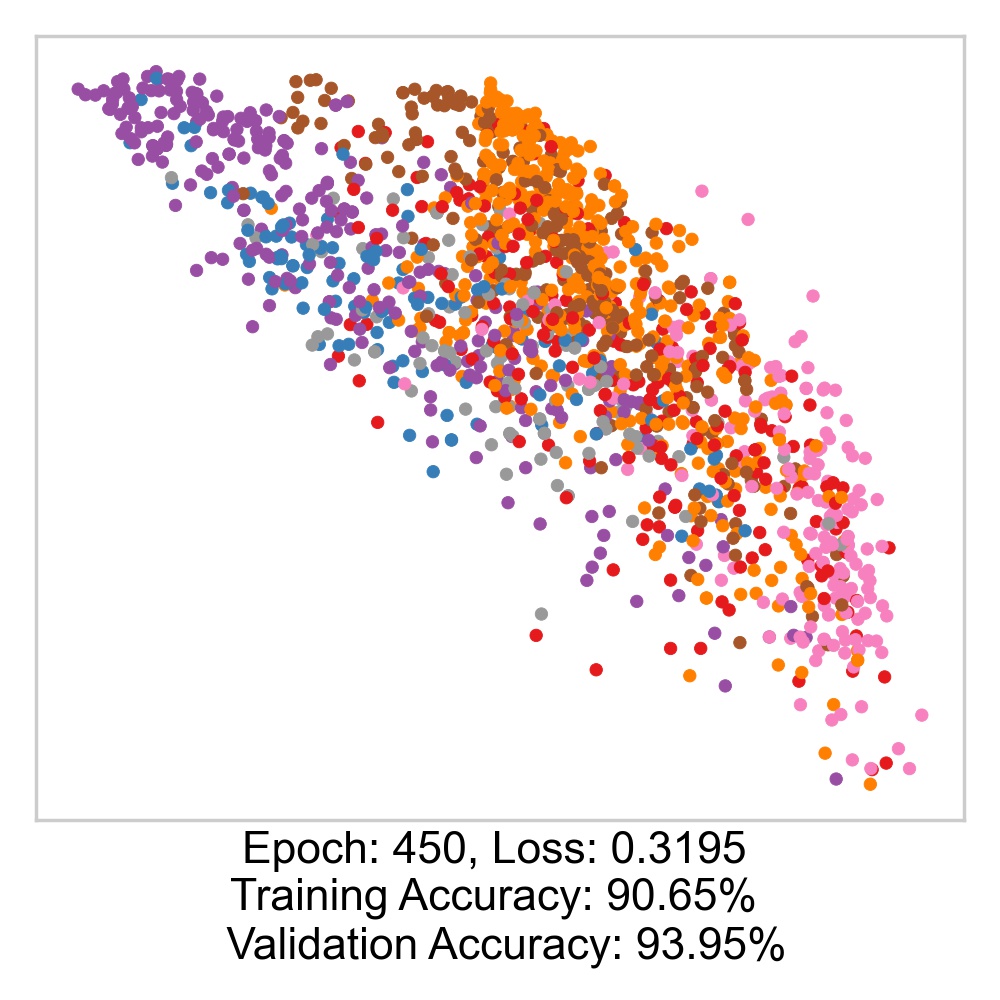 Epoch: 450, Loss: 0.3195
Training Accuracy: 90.65%
Validation Accuracy: 93.95%